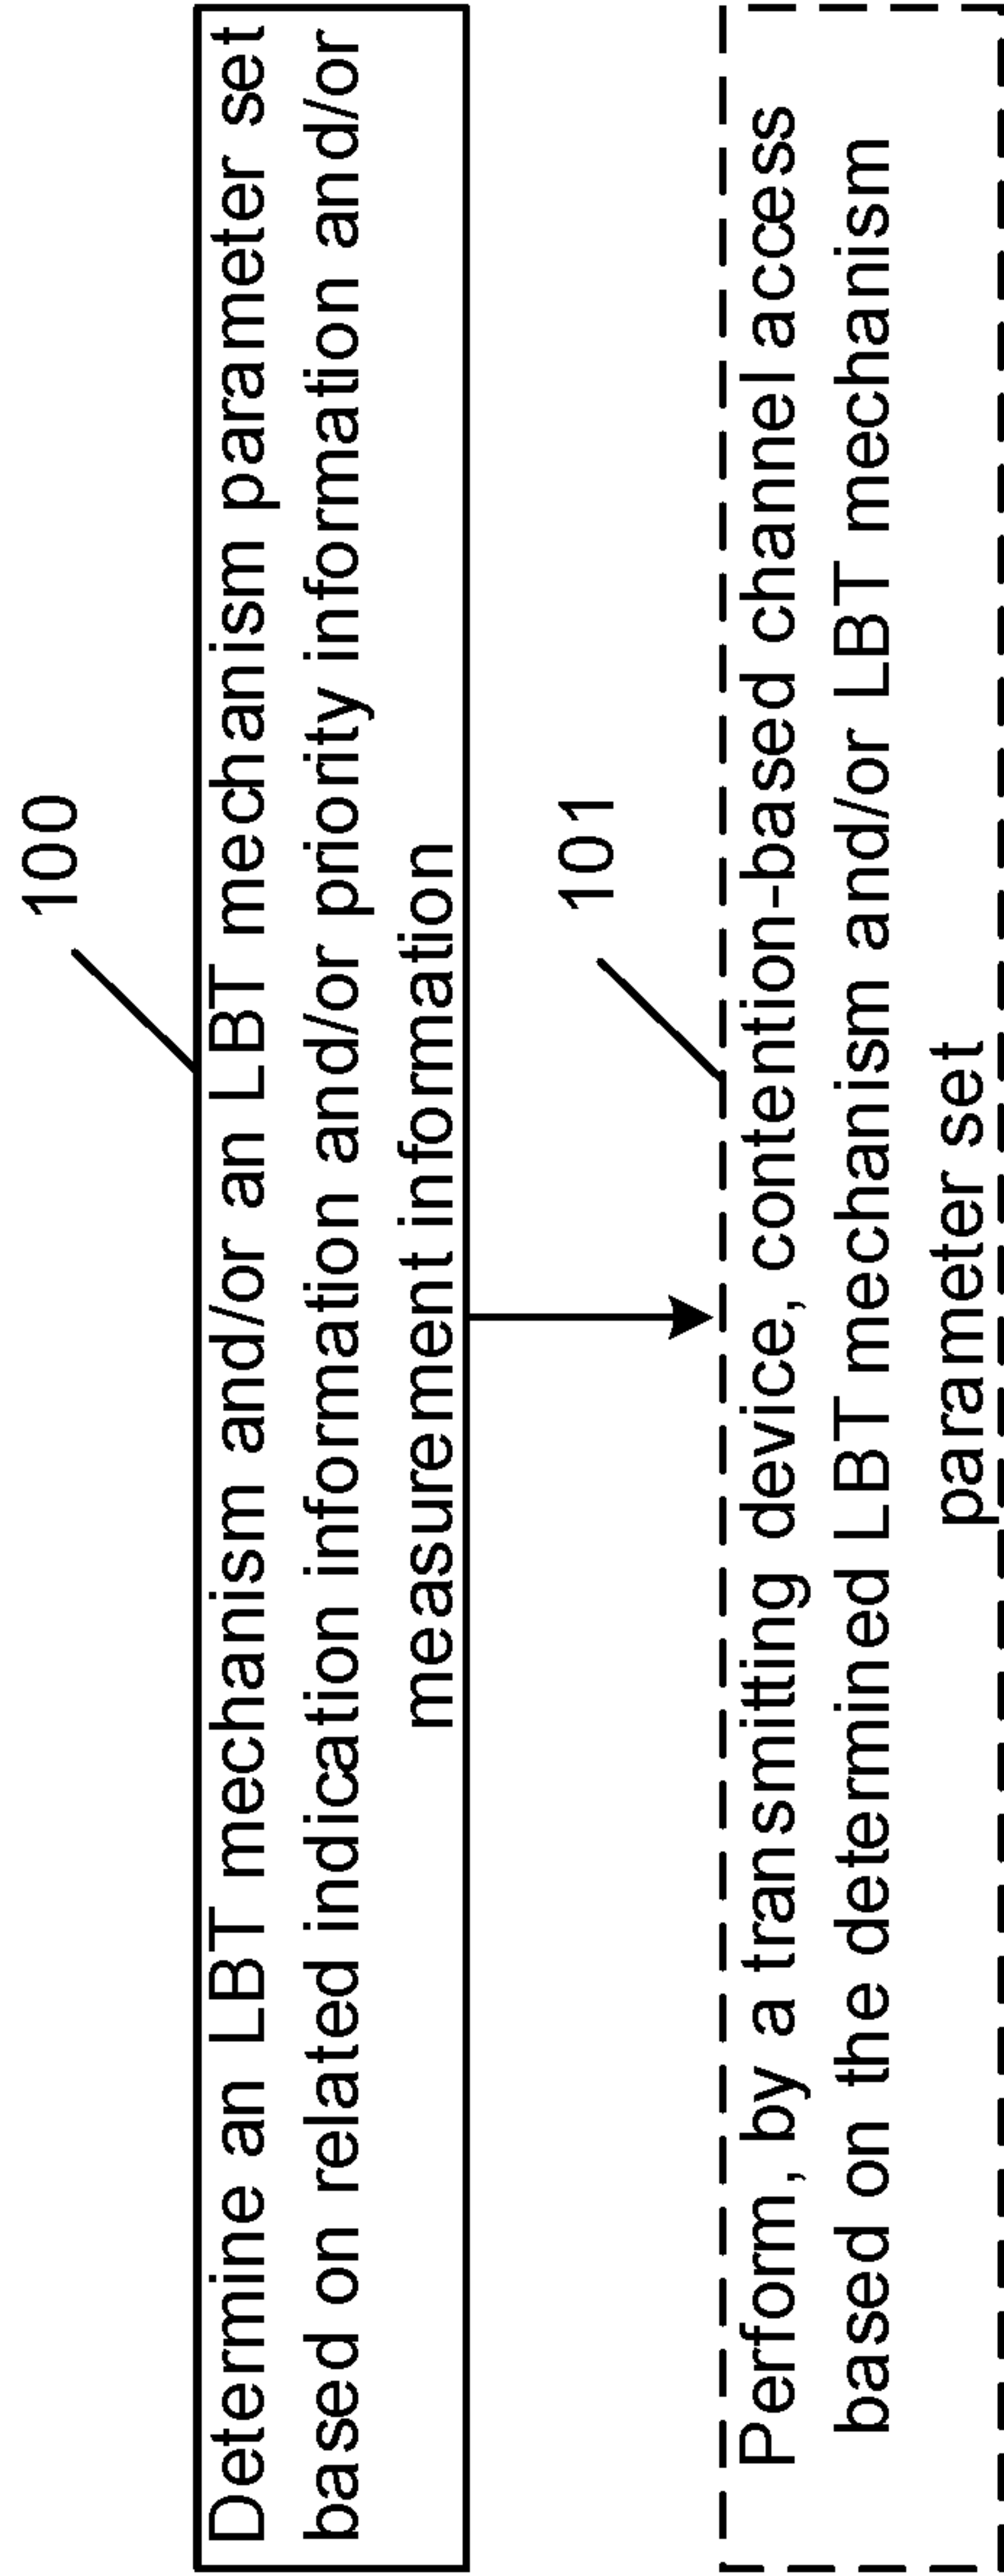 100
Determine an LBT mechanism and/or an LBT mechanism parameter set
based on related indication information and/or priority information and/or
measurement information
101
Perform, by a transmitting device, contention-based channel access
based on the determined LBT mechanism and/or LBT mechanism
parameter set